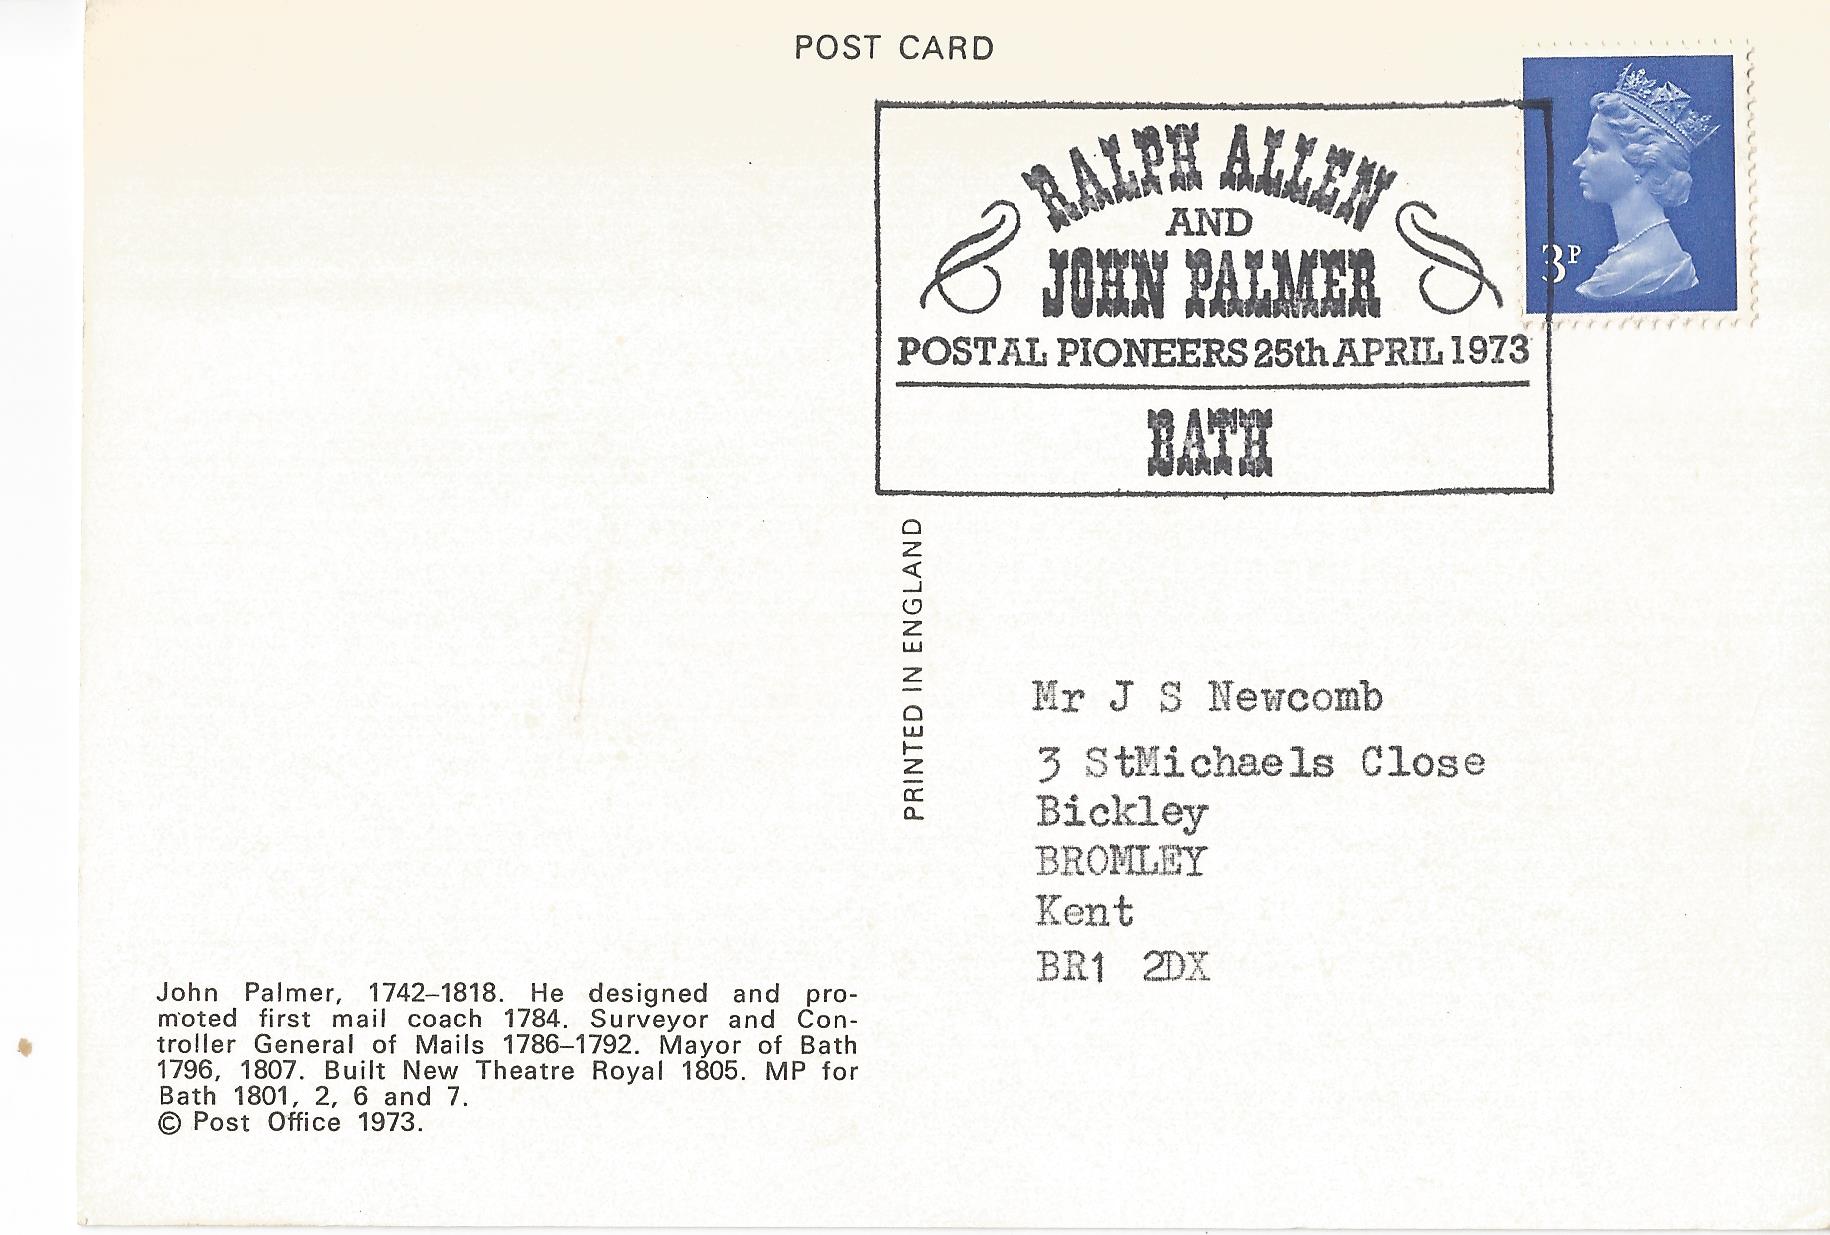 POST CARD
RALPH ALLEN
AND
JOHN PALMER
POSTAL PIONEERS 25th APRIL 1973
BATH
3P
PRINTED IN ENGLAND
Mr J S Newcomb
3 StMichaels Close
Bickley
BROMLEY
Kent
BR1 2DX
John Palmer, 1742–1818. He designed and pro-
moted first mail coach 1784. Surveyor and Con-
troller General of Mails 1786–1792. Mayor of Bath
1796, 1807. Built New Theatre Royal 1805. MP for
Bath 1801, 2, 6 and 7.
© Post Office 1973.